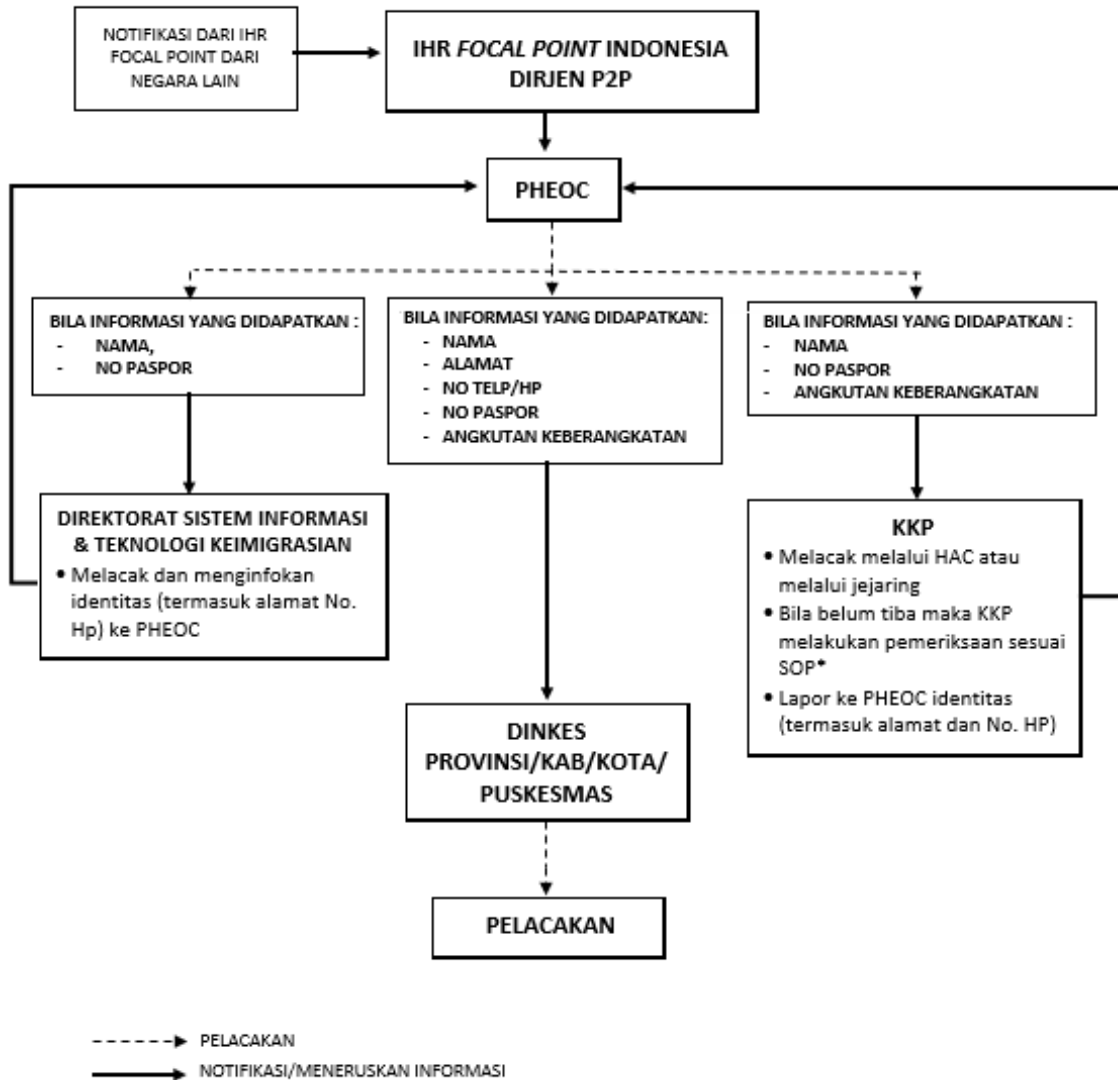 NOTIFIKASI DARI IHR
FOCAL POINT DARI
NEGARA LAIN
IHR FOCAL POINT INDONESIA
DIRJEN P2P
PHEOC
BILA INFORMASI YANG DIDAPATKAN :
- NAMA,
- NO PASPOR
BILA INFORMASI YANG DIDAPATKAN:
- NAMA
- ALAMAT
- NO TELP/HP
- NO PASPOR
- ANGKUTAN KEBERANGKATAN
BILA INFORMASI YANG DIDAPATKAN :
- NAMA
- NO PASPOR
- ANGKUTAN KEBERANGKATAN
DIREKTORAT SISTEM INFORMASI
& TEKNOLOGI KEIMIGRASIAN
• Melacak dan menginfokan
identitas (termasuk alamat No.
Hp) ke PHEOC
KKP
• Melacak melalui HAC atau
melalui jejaring
• Bila belum tiba maka KKP
melakukan pemeriksaan sesuai
SOP*
• Lapor ke PHEOC identitas
(termasuk alamat dan No. HP)
DINKES
PROVINSI/KAB/KOTA/
PUSKESMAS
PELACAKAN
PELACAKAN
NOTIFIKASI/MENERUSKAN INFORMASI